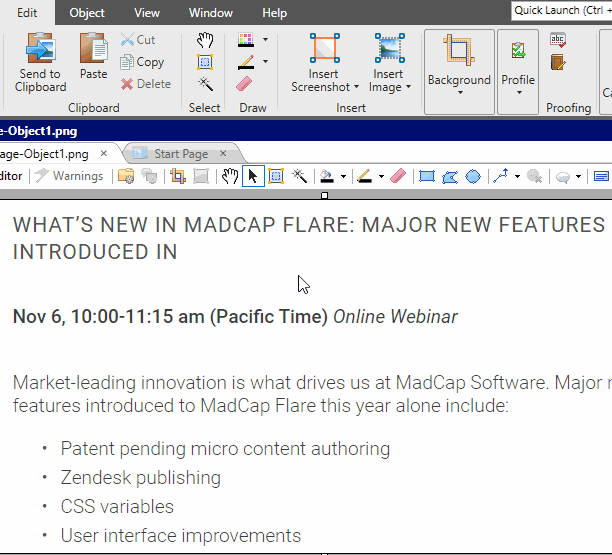 Edit Object View Window Help Quick Launch (Ctrl +
Send to Clipboard
Paste
Cut
Copy
Delete
Clipboard
Select
Draw
Insert Screenshot
Insert Image
Insert
Background
Profile
abc
Proofing
Ca
e-Object1.png
age-Object1.png × Start Page ×
ditor Warnings
WHAT’S NEW IN MADCAP FLARE: MAJOR NEW FEATURES
INTRODUCED IN
Nov 6, 10:00-11:15 am (Pacific Time) Online Webinar
Market-leading innovation is what drives us at MadCap Software. Major n
features introduced to MadCap Flare this year alone include:
• Patent pending micro content authoring
• Zendesk publishing
• CSS variables
• User interface improvements